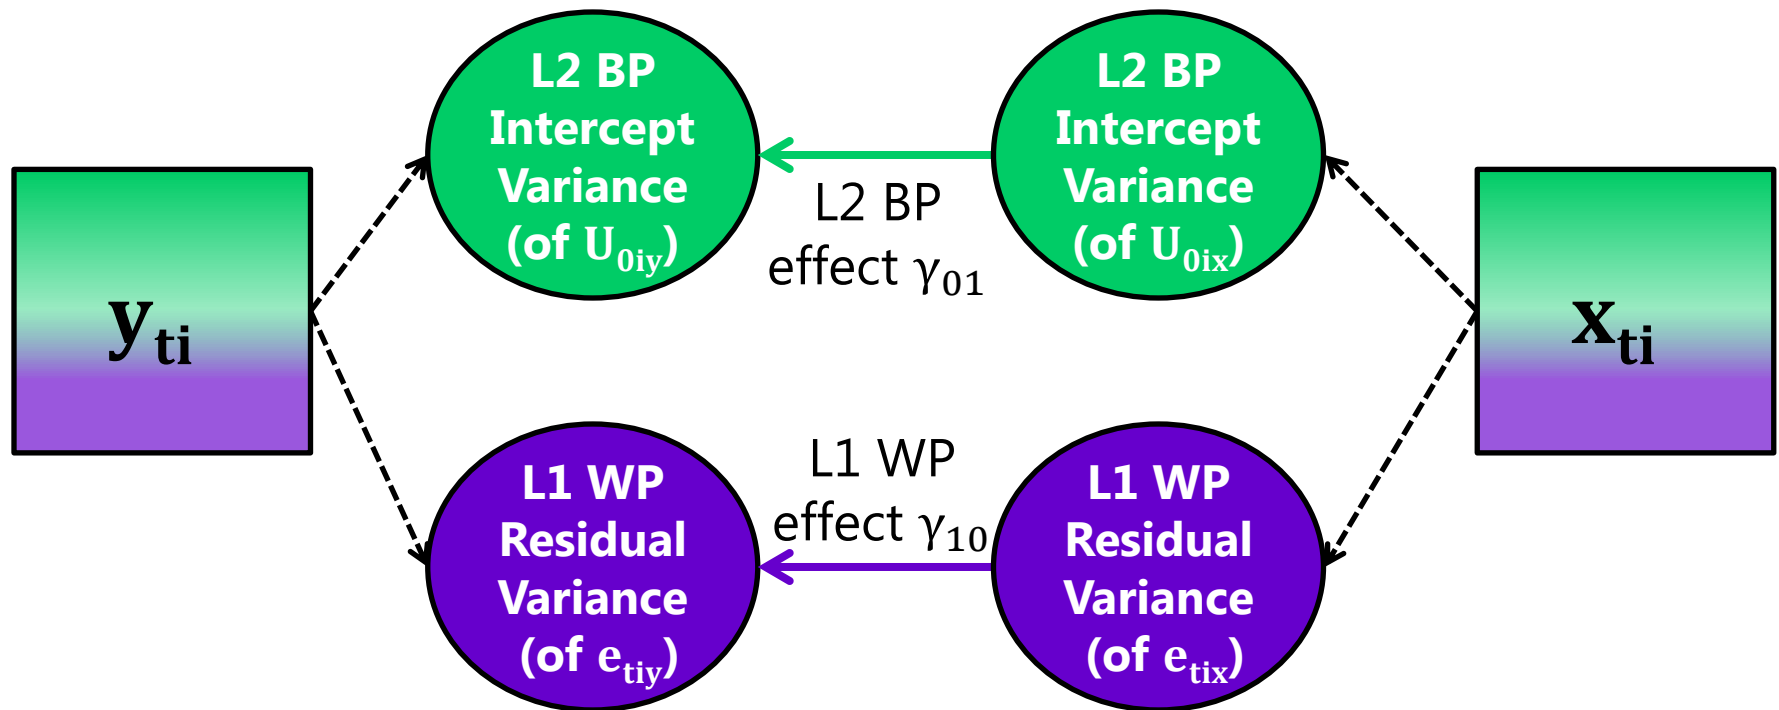 L2 BP
Intercept
Variance
(of U₀ᵢy)
L2 BP
Intercept
Variance
(of U₀ᵢₓ)
L2 BP
effect γ₀₁
yti
xti
L1 WP
effect γ₁₀
L1 WP
Residual
Variance
(of etiy)
L1 WP
Residual
Variance
(of etix)